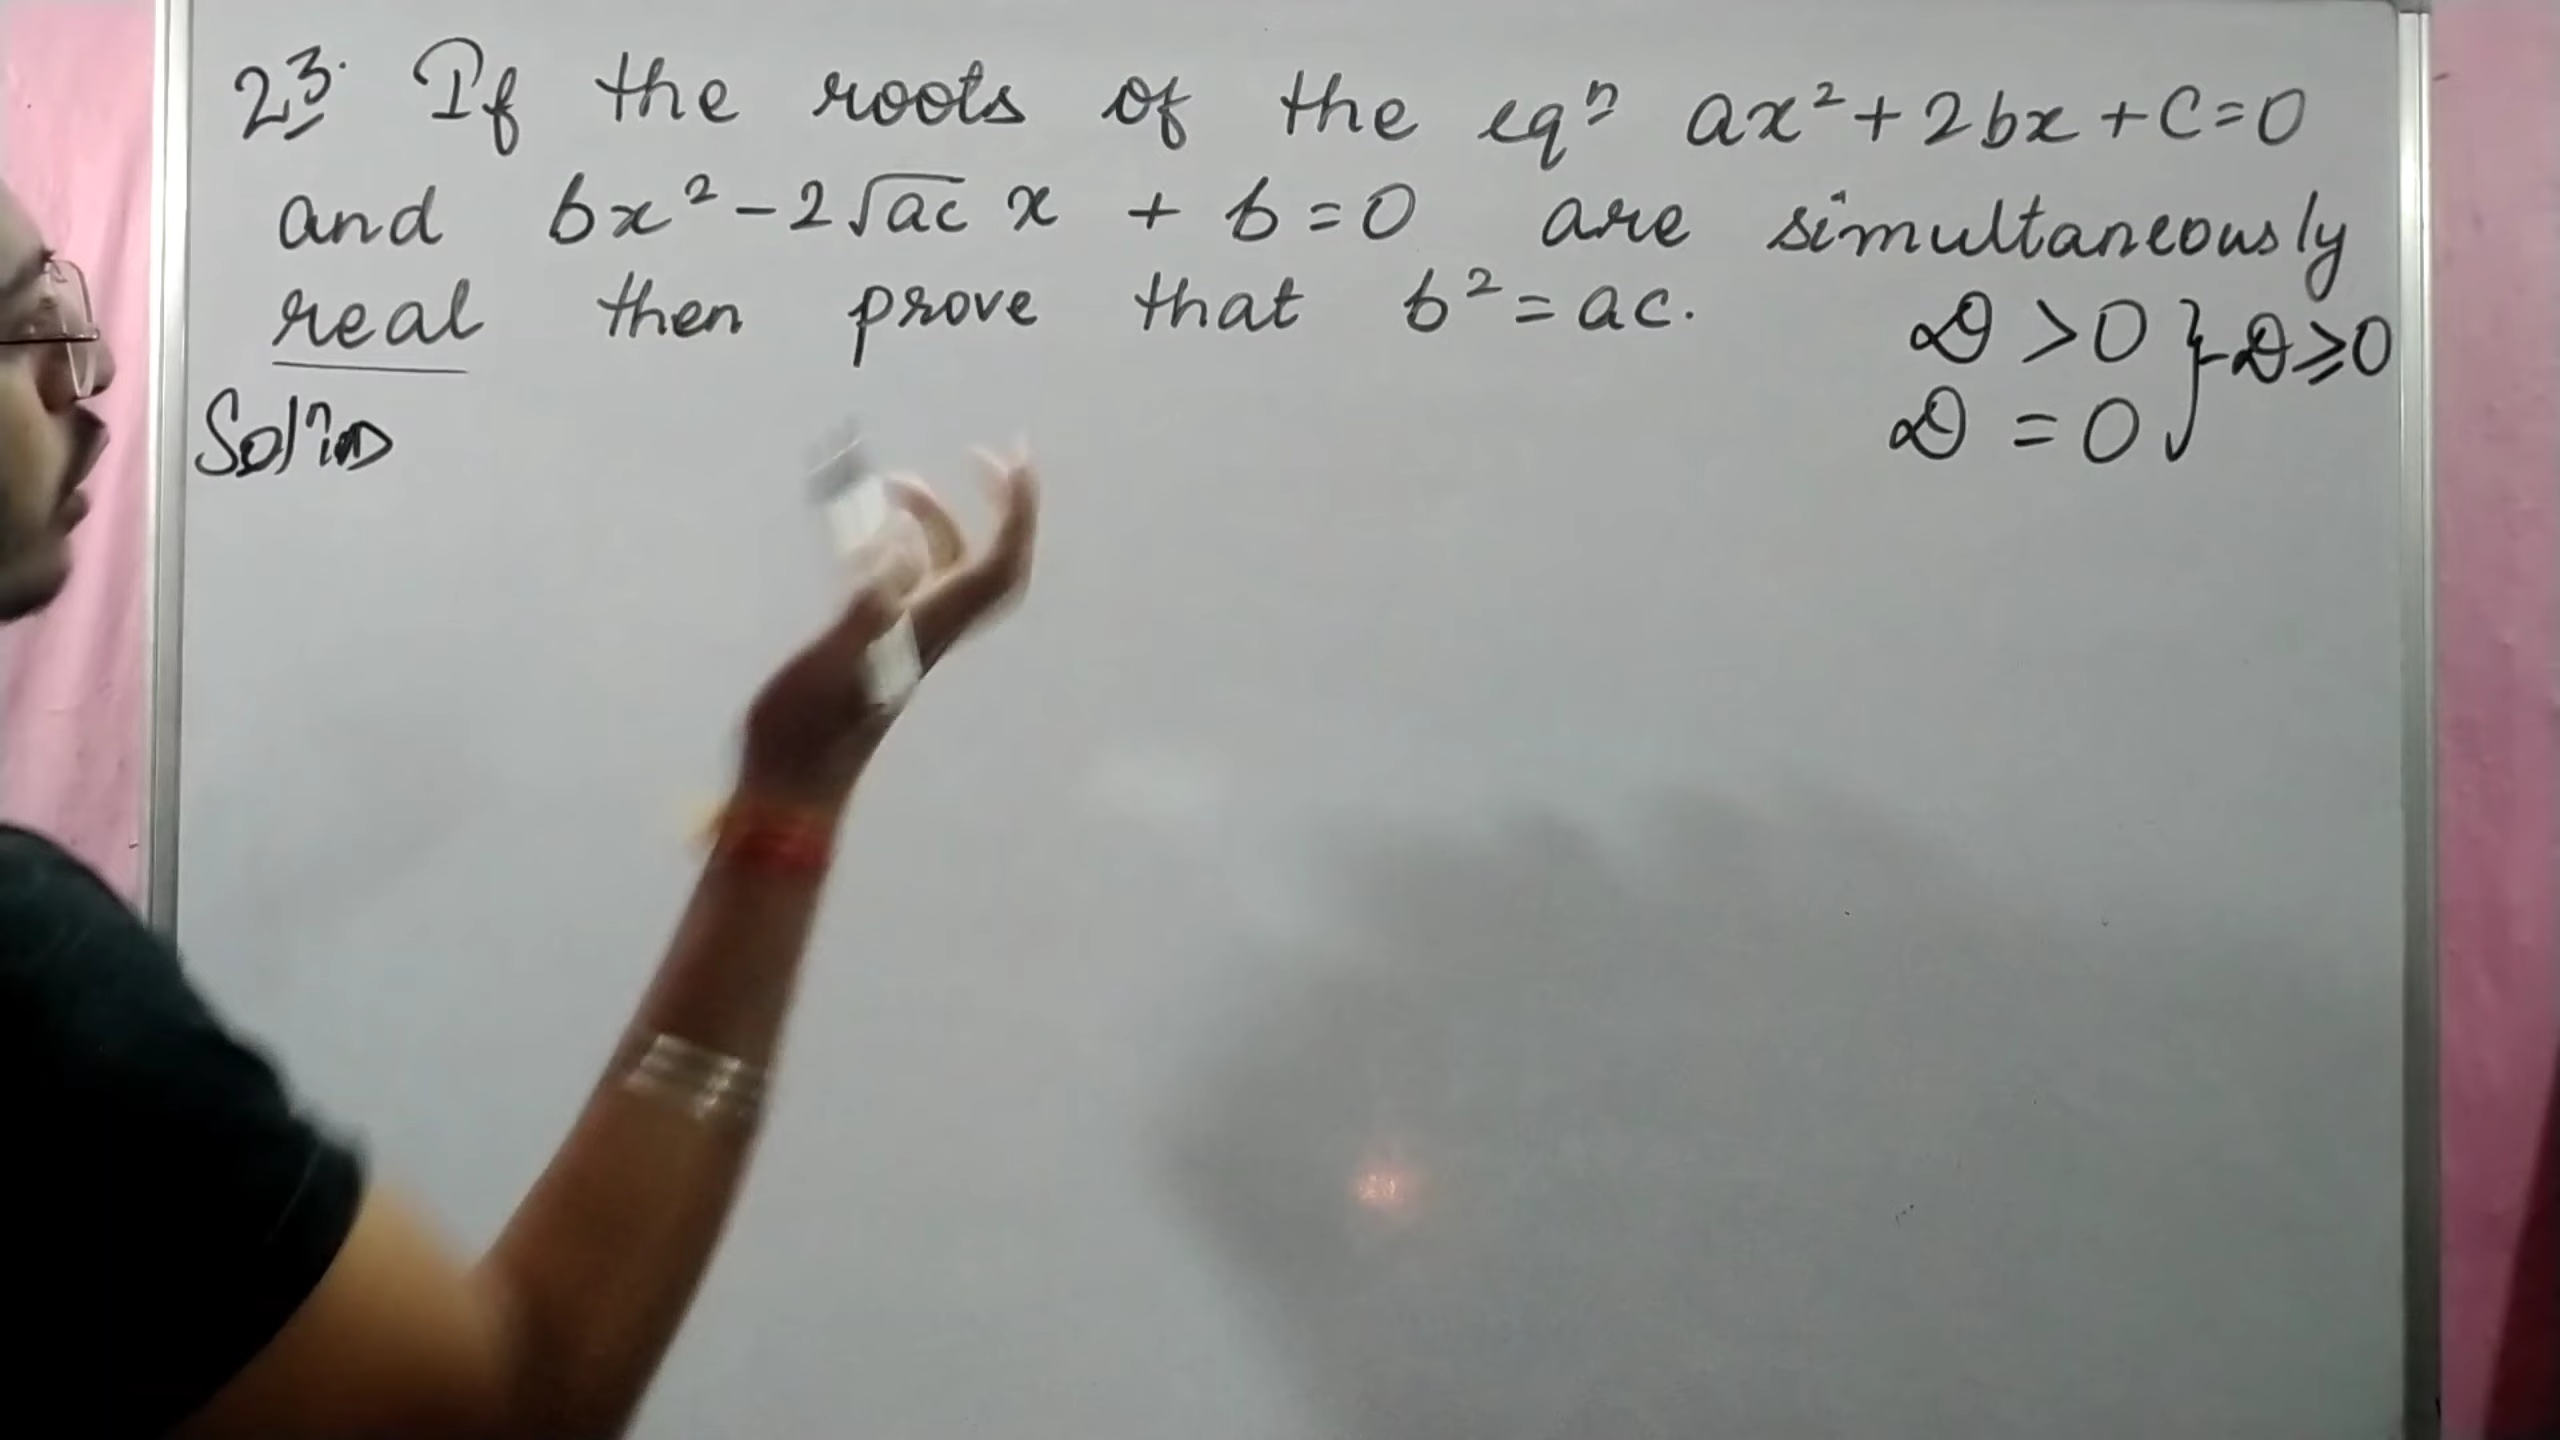 23. If the roots of the eqⁿ ax² + 2bx + c = 0
and bx² - 2√ac x + b = 0 are simultaneously
real then prove that b² = ac.
D > 0 } D ≥ 0
D = 0
Solⁿ